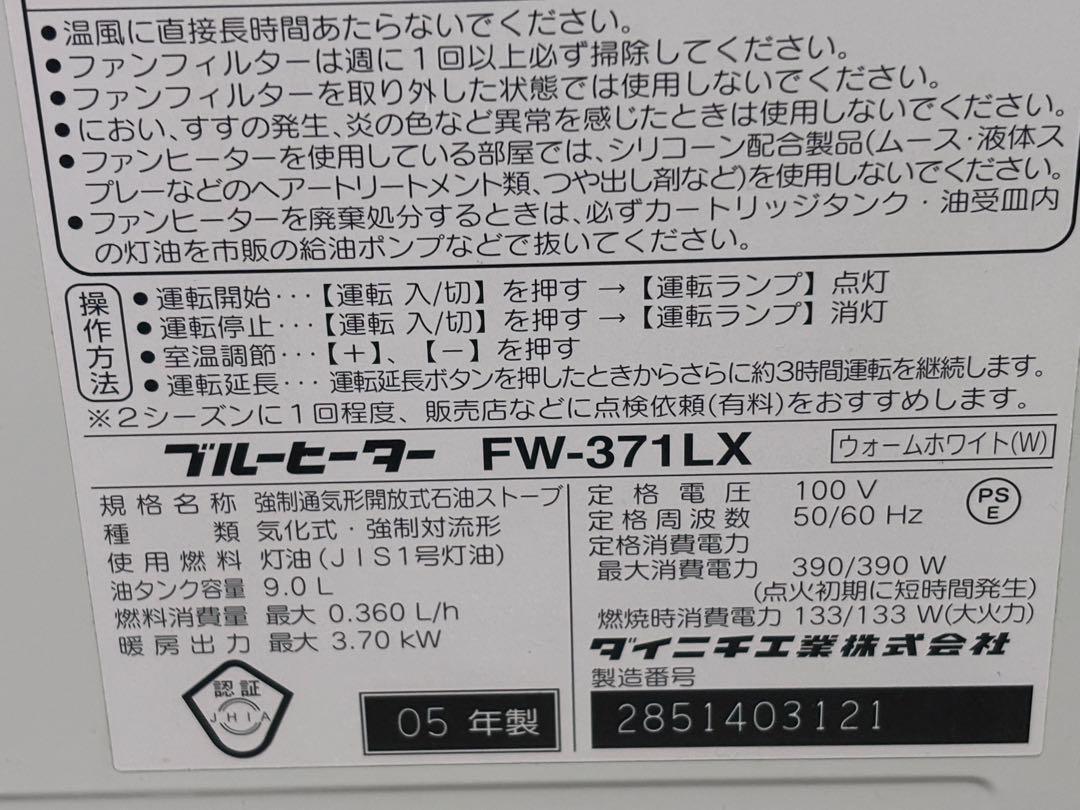 ●温風に直接長時間あたらないでください。
●ファンフィルターは週に1回以上必ず掃除してください。
●ファンフィルターを取り外した状態では使用しないでください。
●におい、すすの発生、炎の色など異常を感じたときは使用しないでください。
●ファンヒーターを使用している部屋では、シリコーン配合製品(ムース・液体ス
プレーなどのヘアートリートメント類、つや出し剤など)を使用しないでください。
●ファンヒーターを廃棄処分するときは、必ずカートリッジタンク・油受皿内
の灯油を市販の給油ポンプなどで抜いてください。
操作方法
●運転開始・・・【運転 入/切】を押す → 【運転ランプ】点灯
●運転停止・・・【運転 入/切】を押す → 【運転ランプ】消灯
●室温調節・・・【+】、【-】を押す
●運転延長・・・運転延長ボタンを押したときからさらに約3時間運転を継続します。
※2シーズンに1回程度、販売店などに点検依頼(有料)をおすすめします。
ブルーヒーター FW-371LX ウォームホワイト(W)
規格名称 強制通気形開放式石油ストーブ
種類 気化式・強制対流形
使用燃料 灯油(JIS1号灯油)
油タンク容量 9.0 L
燃料消費量 最大 0.360 L/h
暖房出力 最大 3.70 kW
認証
JHIA
05 年製
定格電圧 100 V
定格周波数 50/60 Hz
PS
E
定格消費電力
最大消費電力 390/390 W
(点火初期に短時間発生)
燃焼時消費電力 133/133 W(大火力)
ダイニチ工業株式会社
製造番号
2851403121